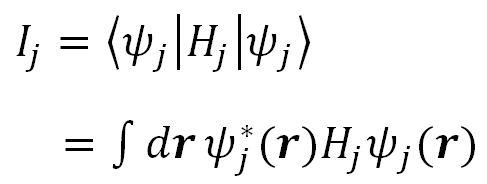 I_j = ⟨ψ_j|H_j|ψ_j⟩
= ∫ d𝒓 ψ_j^*(𝒓)H_jψ_j(𝒓)